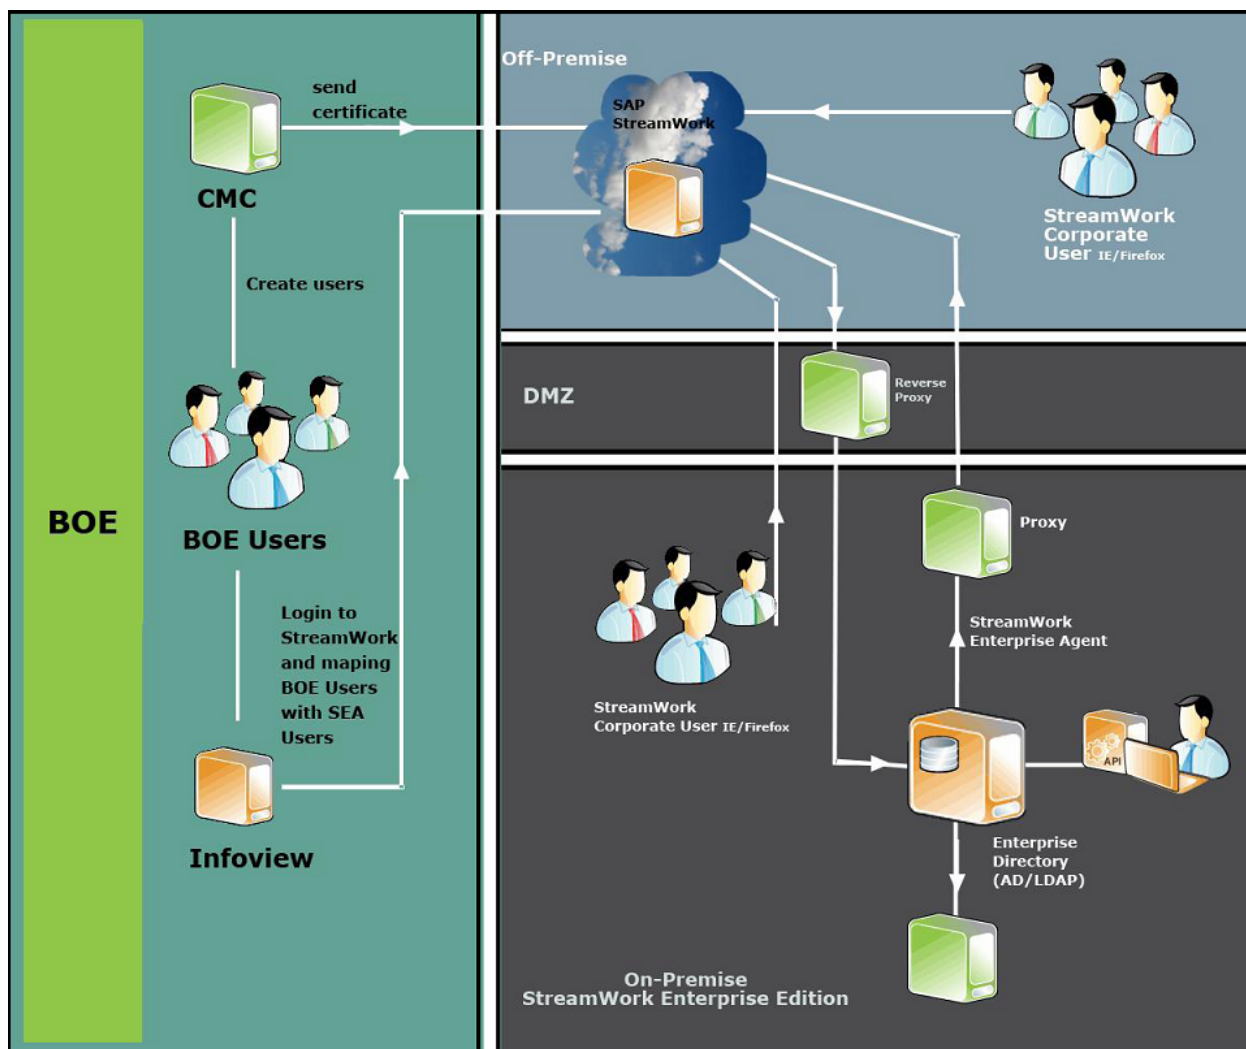 BOE
send
certificate
CMC
Create users
BOE Users
Login to
StreamWork
and maping
BOE Users
with SEA
Users
Infoview
Off-Premise
SAP
StreamWork
StreamWork
Corporate
User IE/Firefox
DMZ
Reverse
Proxy
Proxy
StreamWork
Enterprise Agent
StreamWork
Corporate User IE/Firefox
API
Enterprise
Directory
(AD/LDAP)
On-Premise
StreamWork Enterprise Edition